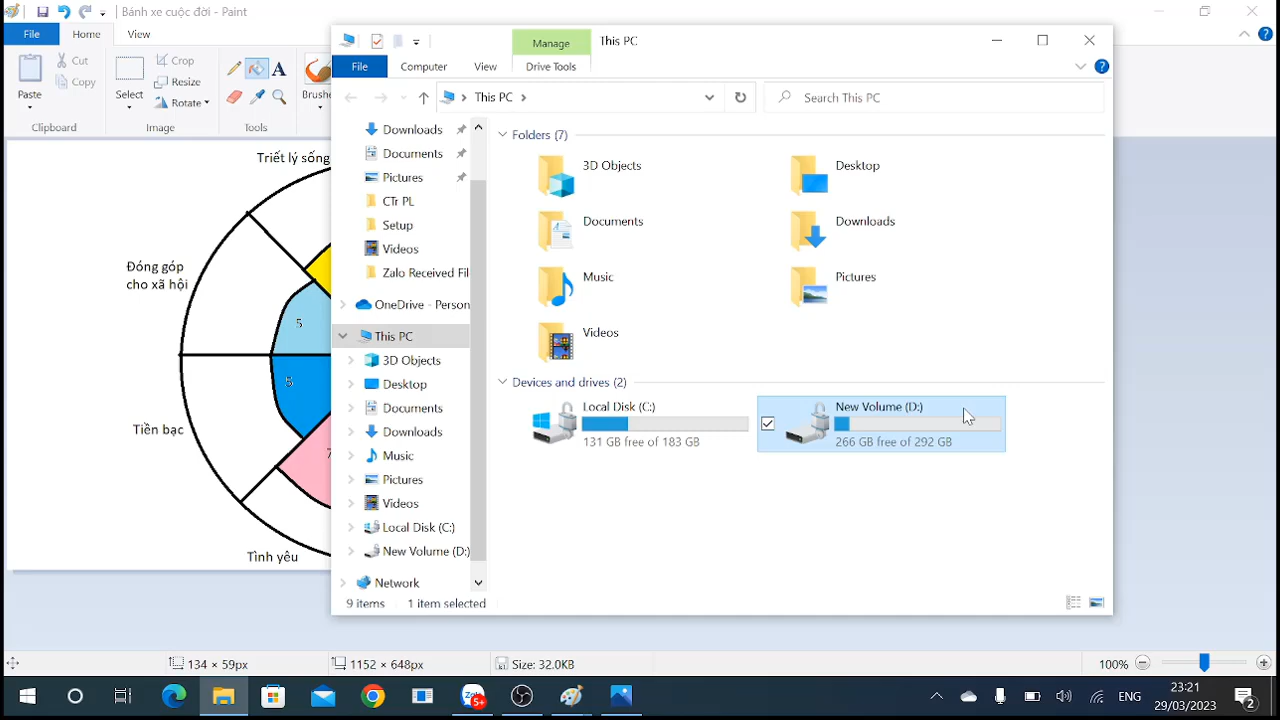 Bánh xe cuộc đời - Paint
File
Home
View
Paste
Cut
Copy
Clipboard
Select
Crop
Resize
Rotate
Image
Tools
Triết lý sống
Đóng góp
cho xã hội
5
Tiền bạc
Tình yêu
Manage
This PC
File
Computer
View
Drive Tools
This PC
Search This PC
Downloads
Documents
Pictures
CTr PL
Setup
Videos
Zalo Received Fil
OneDrive - Person
This PC
3D Objects
Desktop
Documents
Downloads
Music
Pictures
Videos
Local Disk (C:)
New Volume (D:)
Network
Folders (7)
3D Objects
Desktop
Documents
Downloads
Music
Pictures
Videos
Devices and drives (2)
Local Disk (C:)
131 GB free of 183 GB
New Volume (D:)
266 GB free of 292 GB
9 items
1 item selected
134 × 59px
1152 × 648px
Size: 32.0KB
100%
5+
ENG
23:21
29/03/2023
2